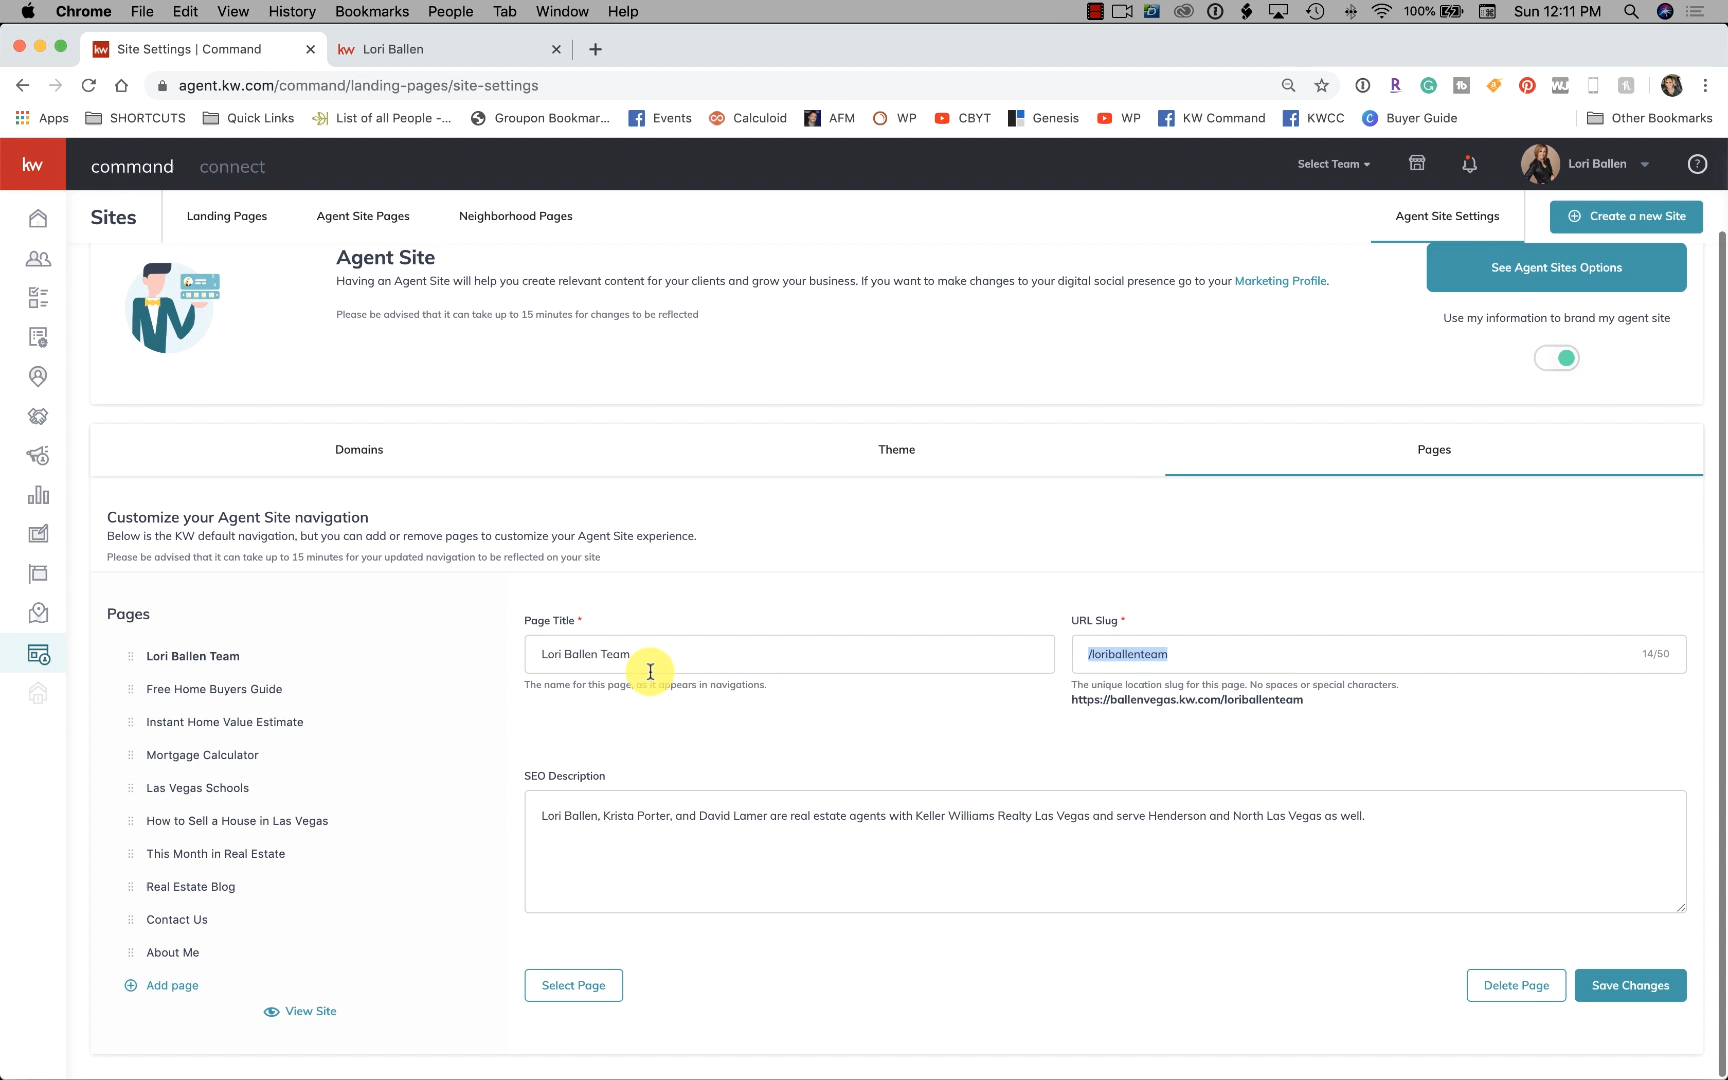 Chrome File Edit View History Bookmarks People Tab Window Help 100% Sun 12:11 PM
kw Site Settings | Command kw Lori Ballen
agent.kw.com/command/landing-pages/site-settings
Apps SHORTCUTS Quick Links List of all People -... Groupon Bookmar... Events Calculoid AFM WP CBYT Genesis WP KW Command KWCC Buyer Guide Other Bookmarks
kw command connect Select Team Lori Ballen
Sites Landing Pages Agent Site Pages Neighborhood Pages Agent Site Settings Create a new Site
Agent Site
Having an Agent Site will help you create relevant content for your clients and grow your business. If you want to make changes to your digital social presence go to your Marketing Profile.
Please be advised that it can take up to 15 minutes for changes to be reflected
See Agent Sites Options
Use my information to brand my agent site
Domains Theme Pages
Customize your Agent Site navigation
Below is the KW default navigation, but you can add or remove pages to customize your Agent Site experience.
Please be advised that it can take up to 15 minutes for your updated navigation to be reflected on your site
Pages
Lori Ballen Team
Free Home Buyers Guide
Instant Home Value Estimate
Mortgage Calculator
Las Vegas Schools
How to Sell a House in Las Vegas
This Month in Real Estate
Real Estate Blog
Contact Us
About Me
Add page
View Site
Page Title *
Lori Ballen Team
The name for this page, as it appears in navigations.
URL Slug *
/loriballenteam 14/50
The unique location slug for this page. No spaces or special characters.
https://ballenvegas.kw.com/loriballenteam
SEO Description
Lori Ballen, Krista Porter, and David Lamer are real estate agents with Keller Williams Realty Las Vegas and serve Henderson and North Las Vegas as well.
Select Page Delete Page Save Changes